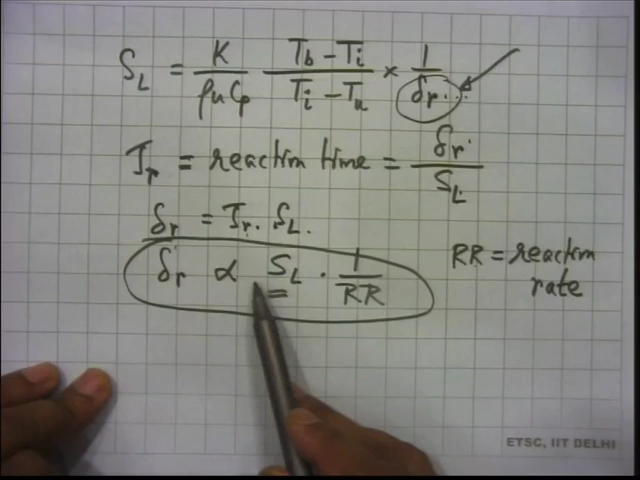 S_L = K / ρ_u C_p (T_b − T_i) / (T_i − T_u) × 1 / δ_r.
τ_r = reaction time = δ_r / S_L
δ_r = τ_r . S_L.
δ_r ∝ S_L . 1 / RR
RR = reaction rate
ETSC, IIT DELHI